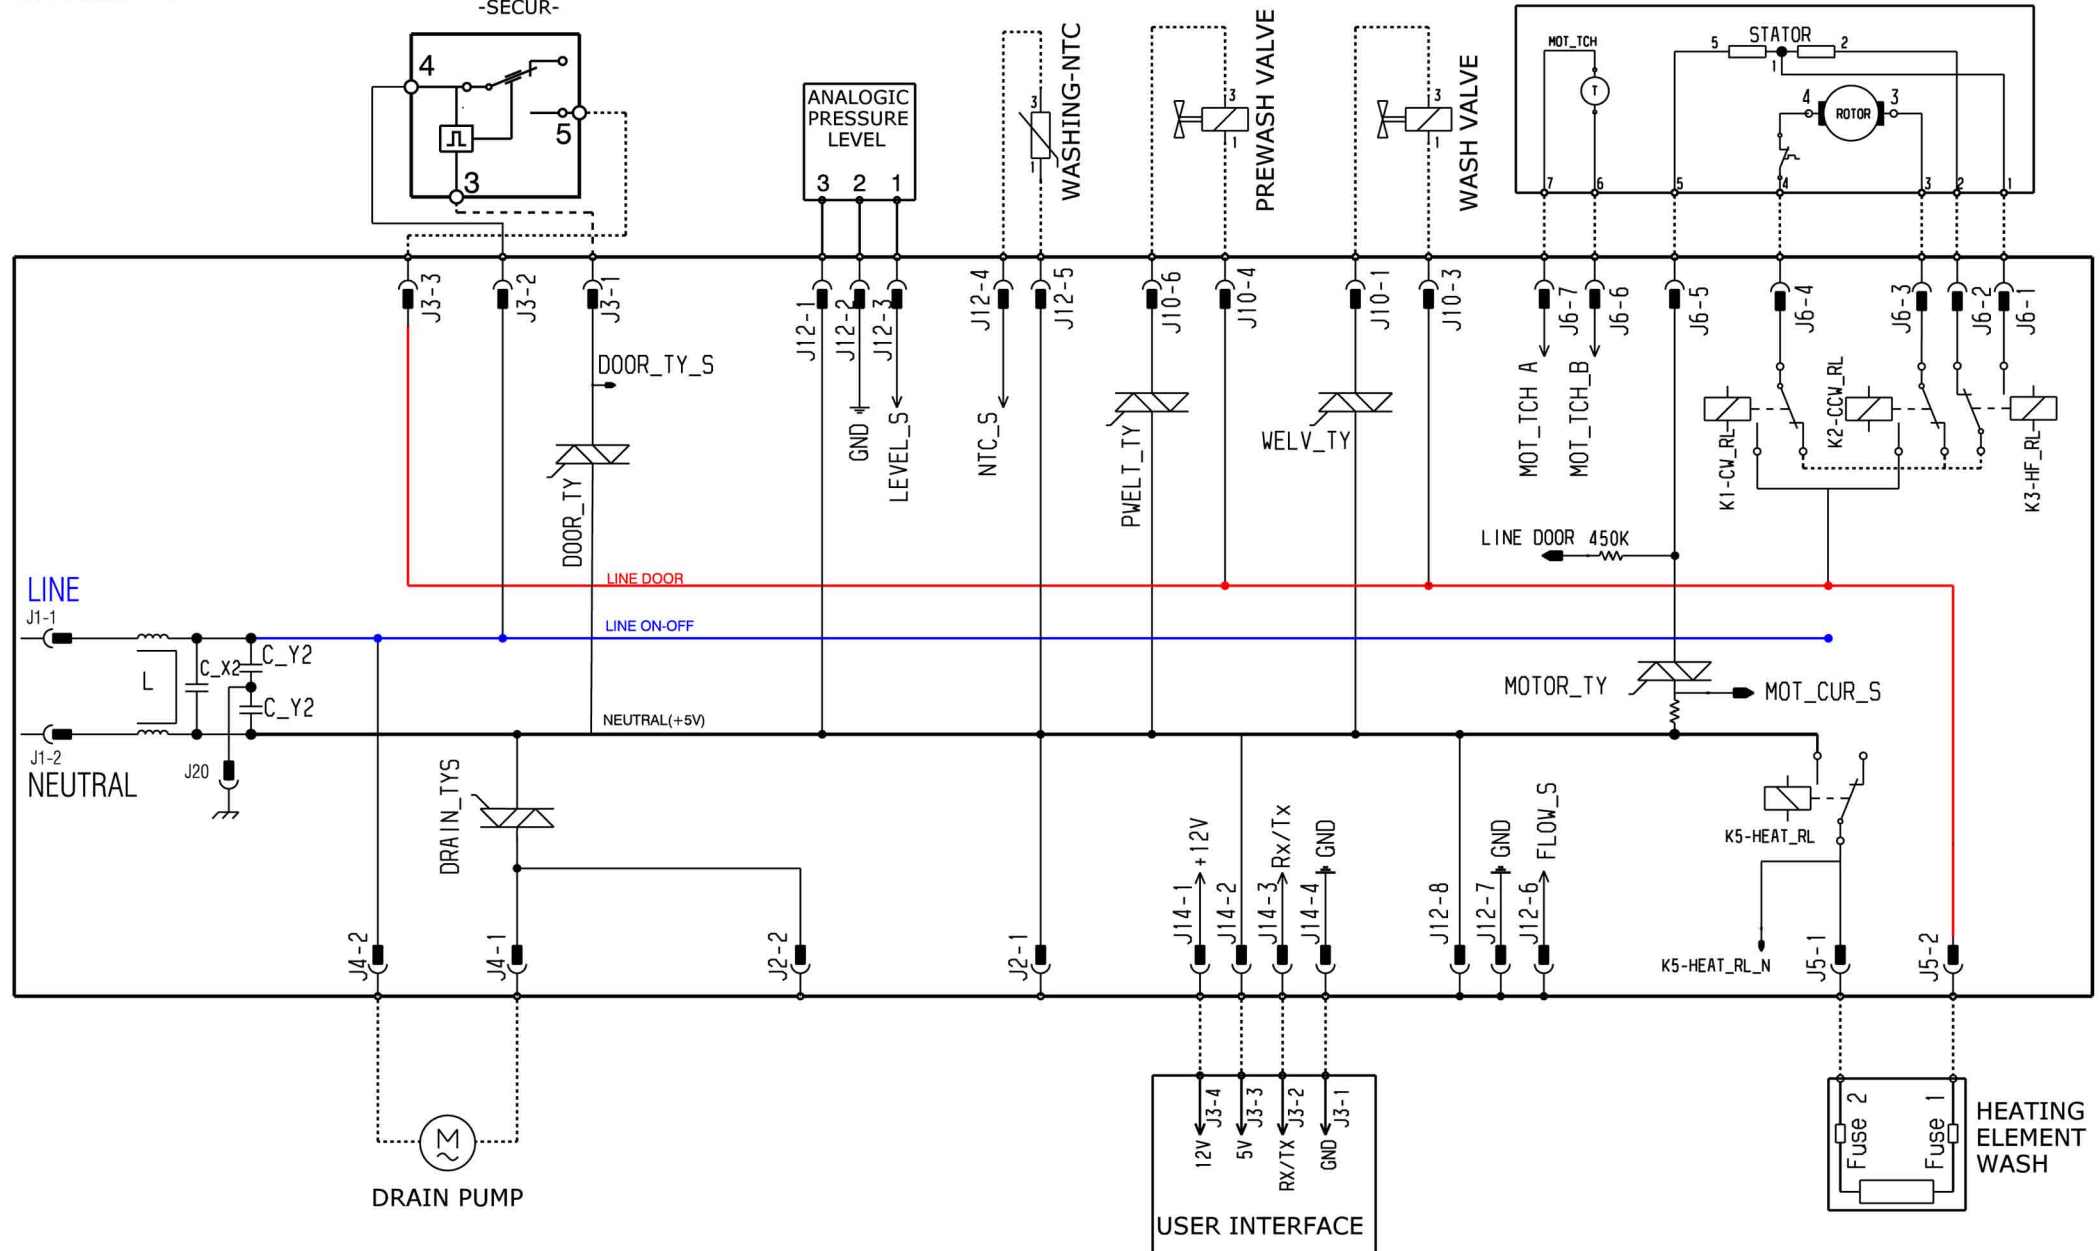 -SECUR-
4
5
3
ANALOGIC
PRESSURE
LEVEL
3 2 1
3
1
WASHING-NTC
3
1
PREWASH VALVE
3
1
WASH VALVE
MOT_TCH
T
STATOR
5
2
1
4
3
ROTOR
7
6
5
4
3
2
1
J3-3
J3-2
J3-1
J12-1
J12-2
J12-3
J12-4
J12-5
J10-6
J10-4
J10-1
J10-3
J6-7
J6-6
J6-5
J6-4
J6-3
J6-2
J6-1
DOOR_TY_S
DOOR_TY
GND
LEVEL_S
NTC_S
PWELT_TY
WELV_TY
MOT_TCH A
MOT_TCH_B
K1-CW_RL
K2-CCW_RL
K3-HF_RL
LINE DOOR 450K
LINE DOOR
LINE
J1-1
LINE ON-OFF
C_X2
C_Y2
L
C_Y2
MOTOR_TY
MOT_CUR_S
NEUTRAL(+5V)
J1-2
NEUTRAL
J20
DRAIN_TYS
+12V
Rx/Tx
GND
GND
FLOW_S
K5-HEAT_RL
K5-HEAT_RL_N
J4-2
J4-1
J2-2
J2-1
J14-1
J14-2
J14-3
J14-4
J12-8
J12-7
J12-6
J5-1
J5-2
M
DRAIN PUMP
J3-4
J3-3
J3-2
J3-1
12V
5V
RX/TX
GND
USER INTERFACE
Fuse 2
Fuse 1
HEATING
ELEMENT
WASH